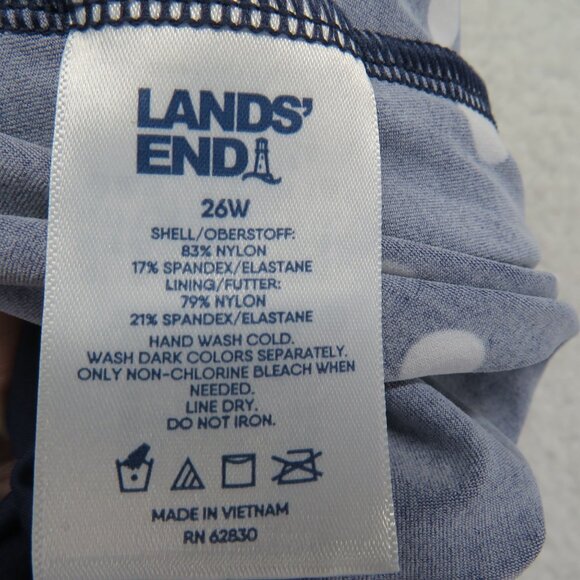 LANDS'
END
26W
SHELL/OBERSTOFF:
83% NYLON
17% SPANDEX/ELASTANE
LINING/FUTTER:
79% NYLON
21% SPANDEX/ELASTANE
HAND WASH COLD.
WASH DARK COLORS SEPARATELY.
ONLY NON-CHLORINE BLEACH WHEN
NEEDED.
LINE DRY.
DO NOT IRON.
MADE IN VIETNAM
RN 62830